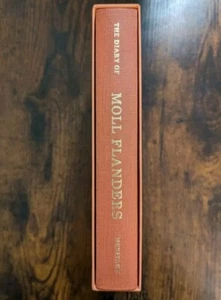 THE DIARY OF
MOLL FLANDERS